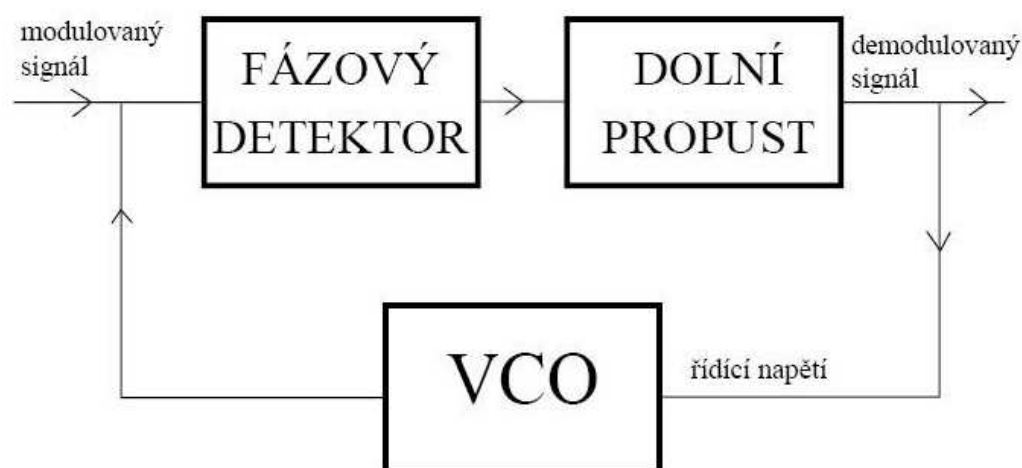 modulovaný
signál
FÁZOVÝ
DETEKTOR
DOLNÍ
PROPUST
demodulovaný
signál
VCO
řídící napětí